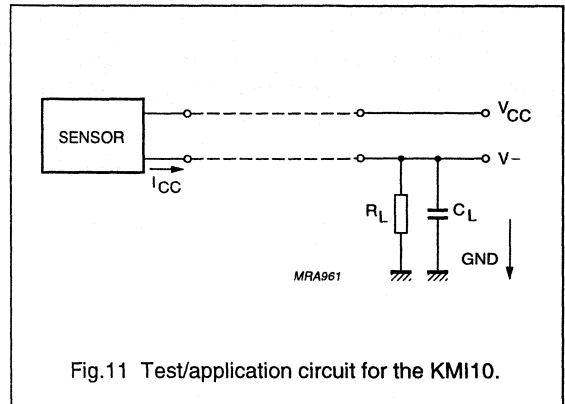 V_CC
SENSOR
V–
I_CC
R_L
C_L
GND
MRA961
Fig.11 Test/application circuit for the KMI10.